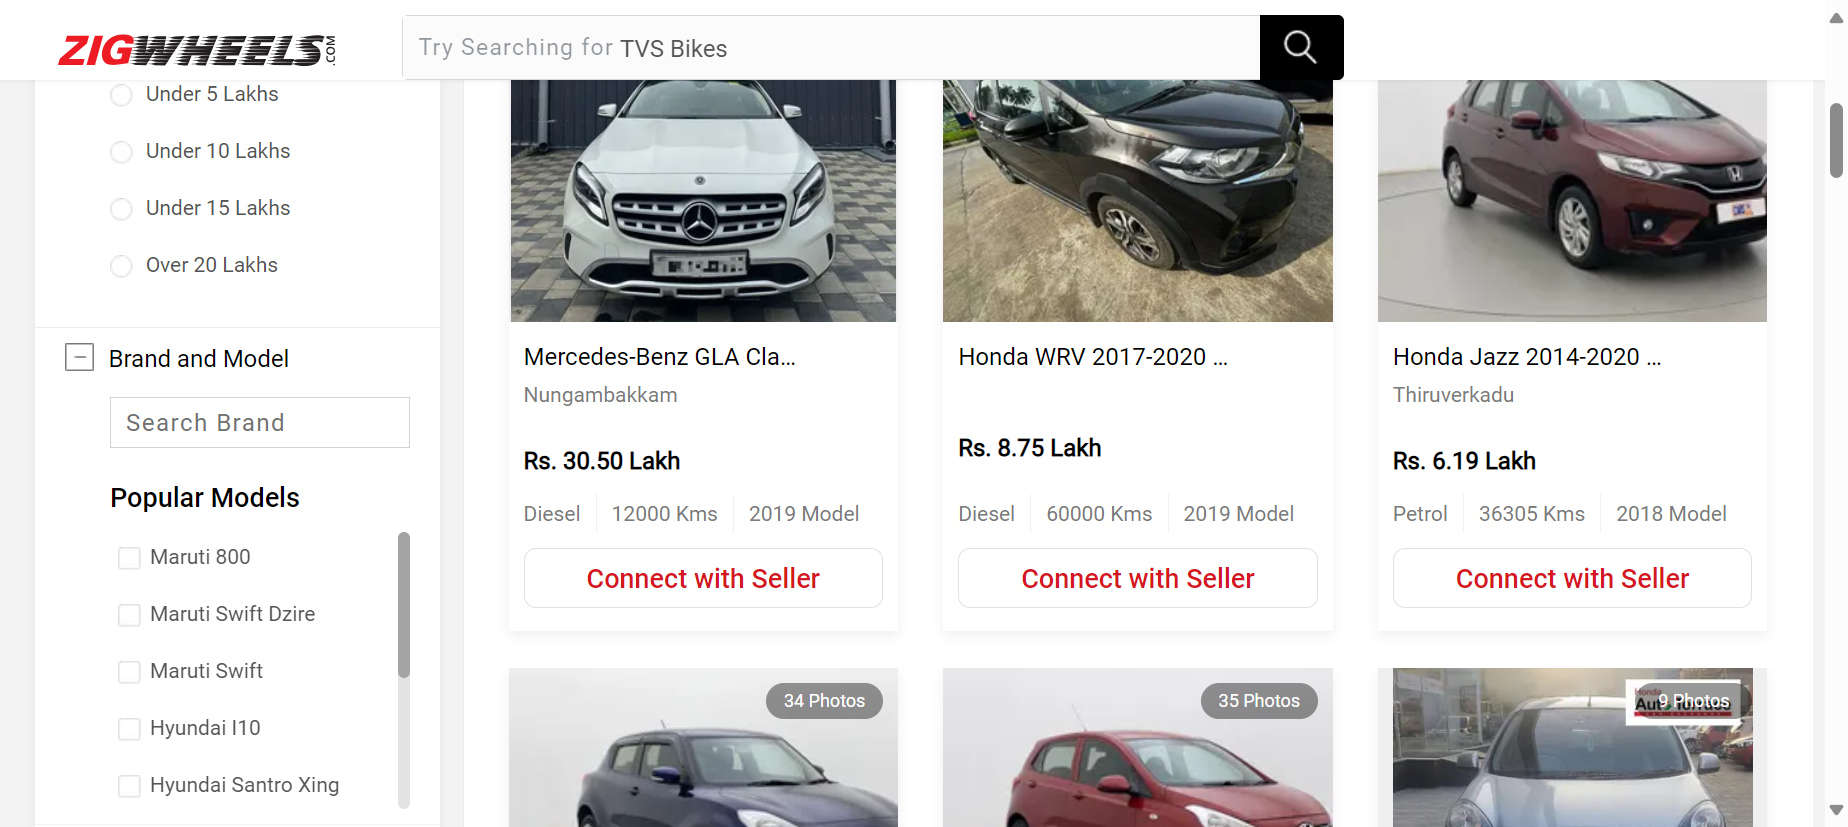 ZIGWHEELS.COM
Try Searching for TVS Bikes
Under 5 Lakhs
Under 10 Lakhs
Under 15 Lakhs
Over 20 Lakhs
Brand and Model
Search Brand
Popular Models
Maruti 800
Maruti Swift Dzire
Maruti Swift
Hyundai I10
Hyundai Santro Xing
Mercedes-Benz GLA Cla...
Nungambakkam
Rs. 30.50 Lakh
Diesel 12000 Kms 2019 Model
Connect with Seller
Honda WRV 2017-2020 ...
Rs. 8.75 Lakh
Diesel 60000 Kms 2019 Model
Connect with Seller
Honda Jazz 2014-2020 ...
Thiruverkadu
Rs. 6.19 Lakh
Petrol 36305 Kms 2018 Model
Connect with Seller
34 Photos
35 Photos
9 Photos
Honda